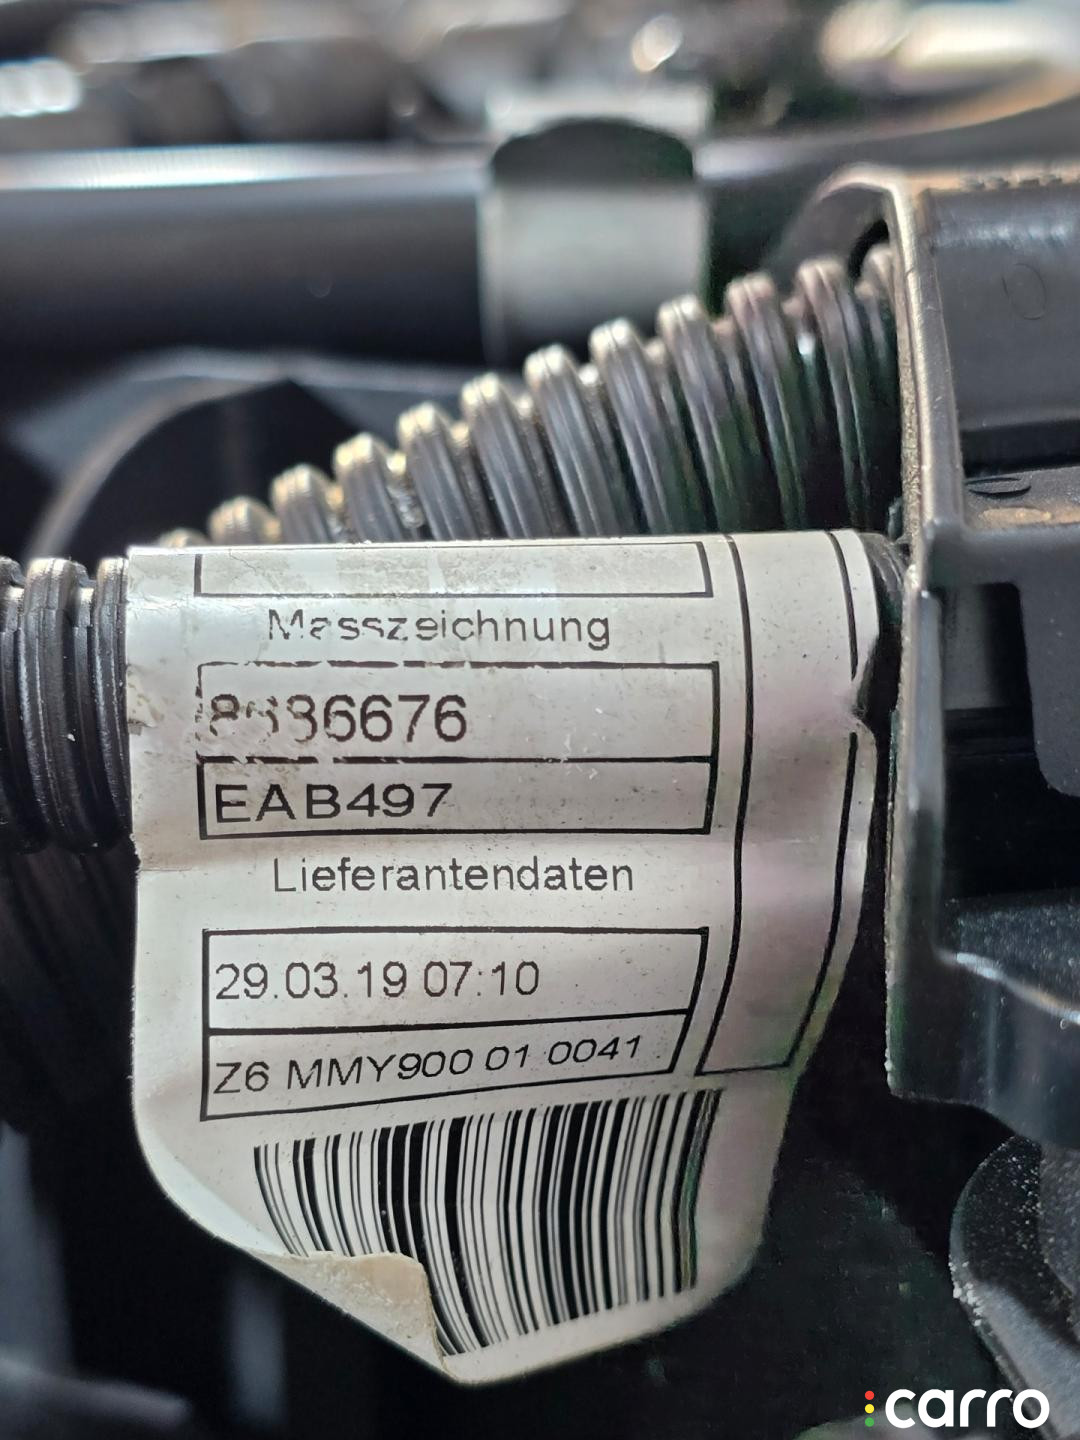 Masszeichnung
EAB497
Lieferantendaten
29.03.19 07:10
Z6 MMY900 01 0041
carro